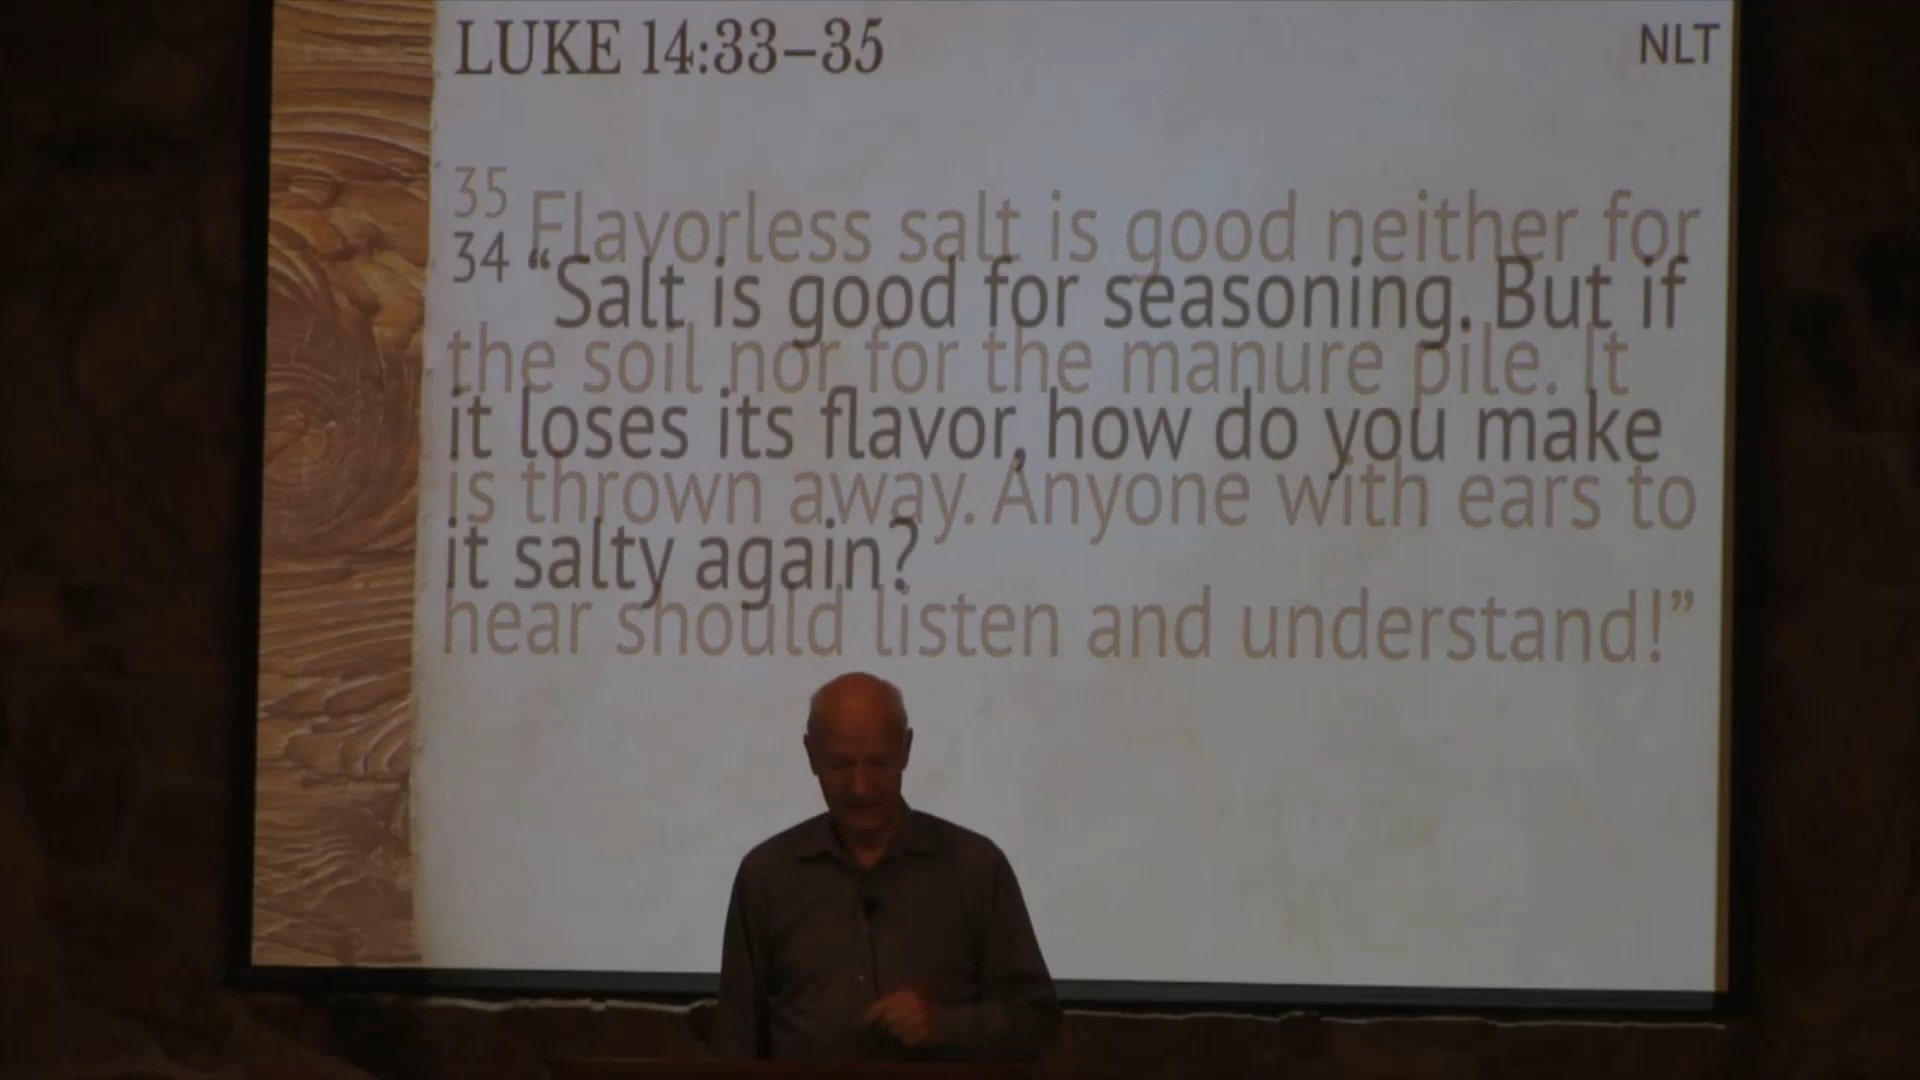 LUKE 14:33–35
NLT
35 Flavorless salt is good neither for
34 “Salt is good for seasoning. But if
the soil nor for the manure pile. It
it loses its flavor, how do you make
is thrown away. Anyone with ears to
it salty again?
hear should listen and understand!”